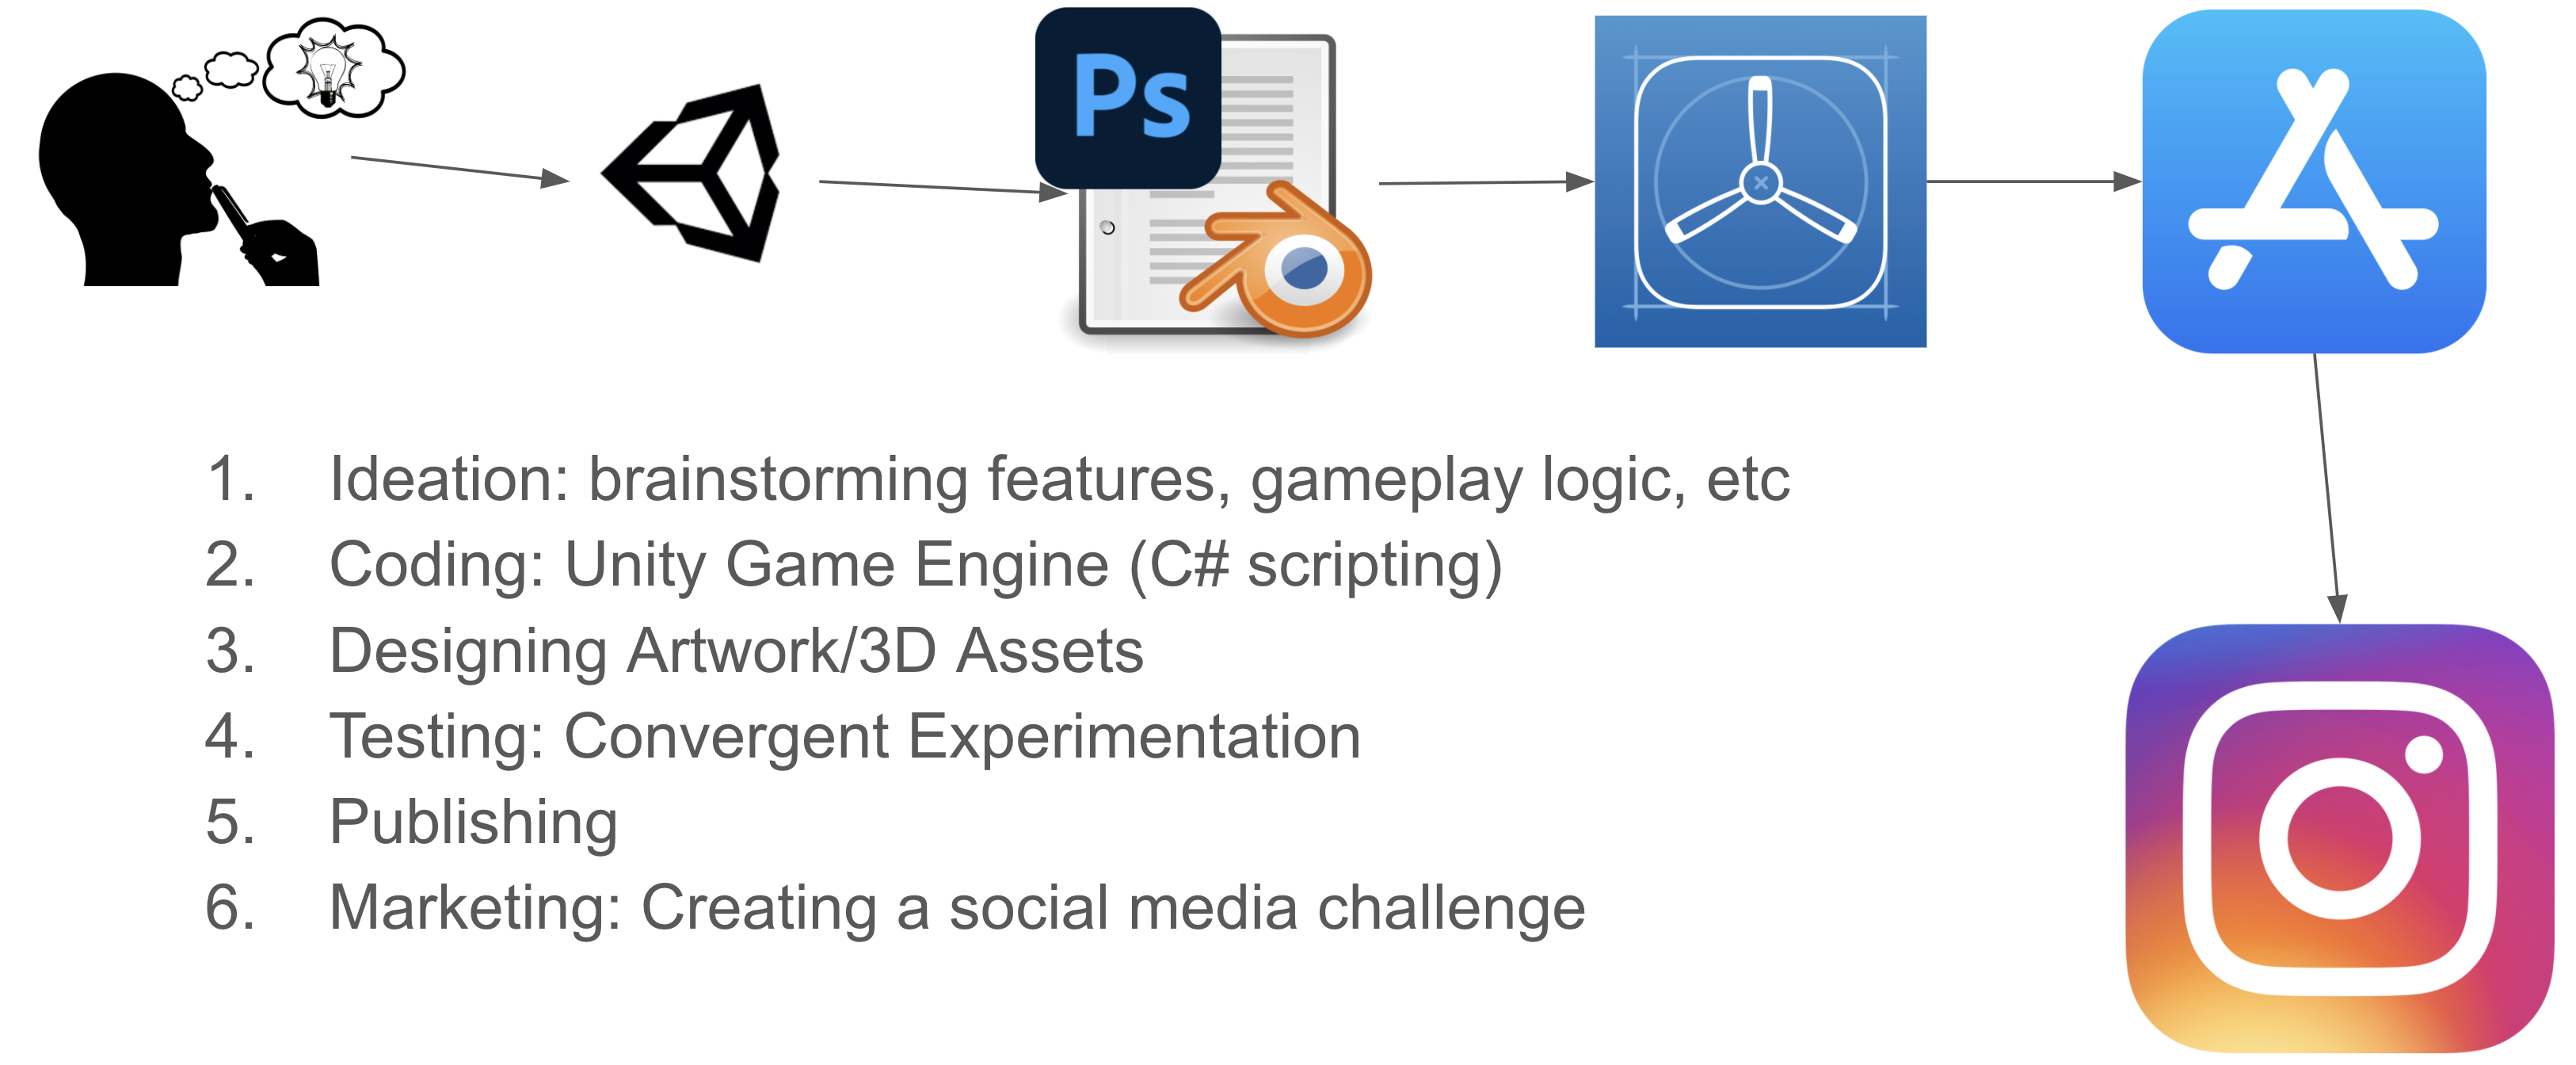 Ps
1. Ideation: brainstorming features, gameplay logic, etc
2. Coding: Unity Game Engine (C# scripting)
3. Designing Artwork/3D Assets
4. Testing: Convergent Experimentation
5. Publishing
6. Marketing: Creating a social media challenge